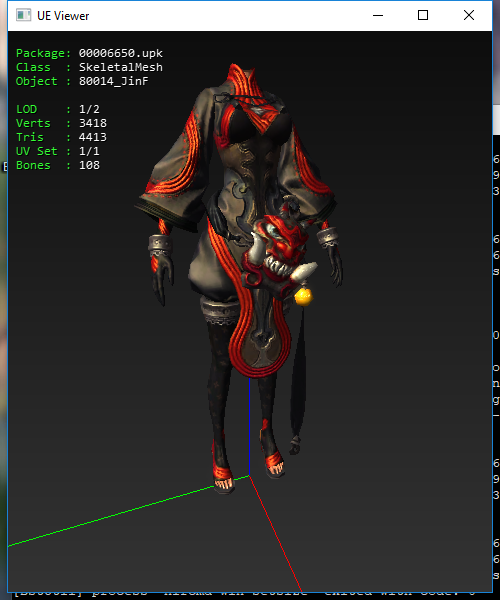 UE Viewer
Package: 00006650.upk
Class : SkeletalMesh
Object : 80014_JinF
LOD : 1/2
Verts : 3418
Tris : 4413
UV Set : 1/1
Bones : 108